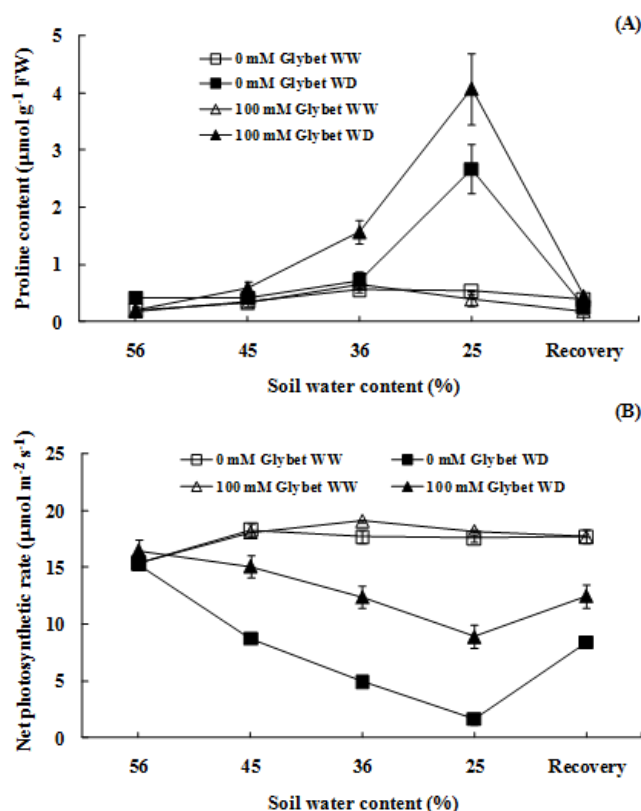 (A)
0 mM Glybet WW
0 mM Glybet WD
100 mM Glybet WW
100 mM Glybet WD
Proline content (µmol g⁻¹ FW)
5
4
3
2
1
0
56 45 36 25 Recovery
Soil water content (%)
(B)
0 mM Glybet WW 0 mM Glybet WD
100 mM Glybet WW 100 mM Glybet WD
Net photosynthetic rate (µmol m⁻² s⁻¹)
25
20
15
10
5
0
56 45 36 25 Recovery
Soil water content (%)